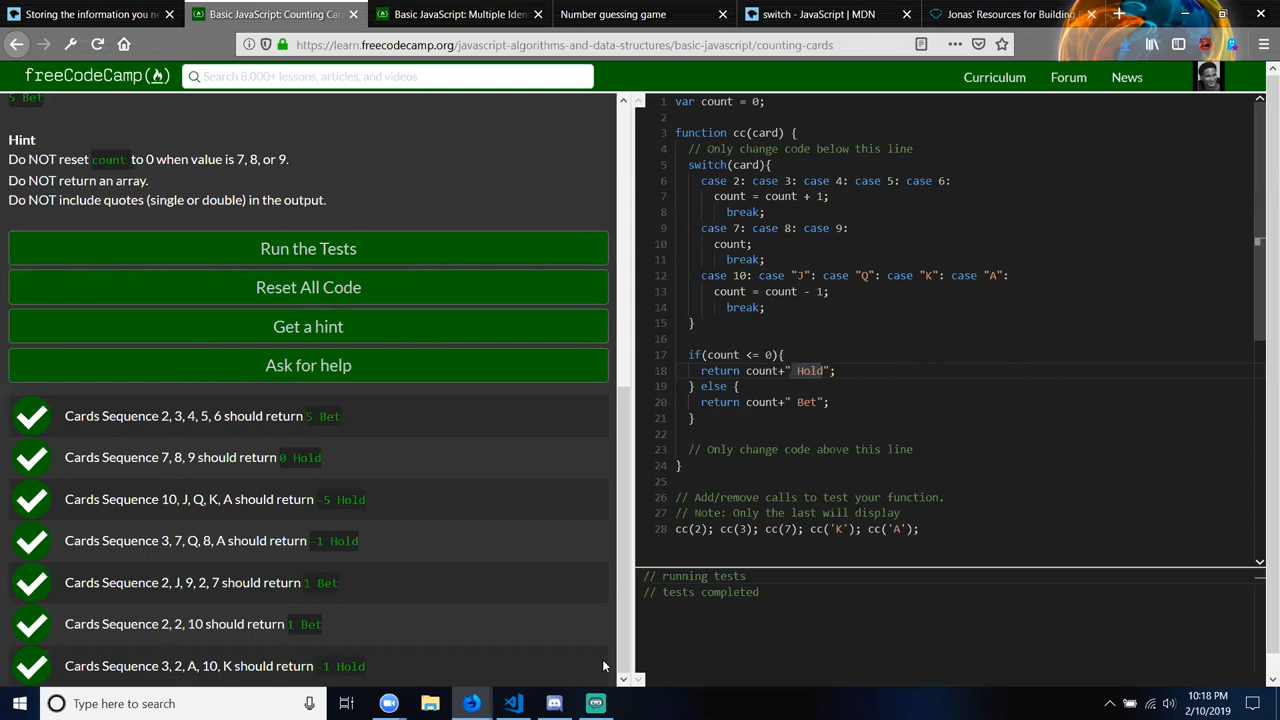 Storing the information you n
Basic JavaScript: Counting Car
Basic JavaScript: Multiple Iden
Number guessing game
switch - JavaScript | MDN
Jonas' Resources for Building
https://learn.freecodecamp.org/javascript-algorithms-and-data-structures/basic-javascript/counting-cards
freeCodeCamp
Search 8,000+ lessons, articles, and videos
Curriculum
Forum
News
5 Bet
Hint
Do NOT reset count to 0 when value is 7, 8, or 9.
Do NOT return an array.
Do NOT include quotes (single or double) in the output.
Run the Tests
Reset All Code
Get a hint
Ask for help
Cards Sequence 2, 3, 4, 5, 6 should return 5 Bet
Cards Sequence 7, 8, 9 should return 0 Hold
Cards Sequence 10, J, Q, K, A should return -5 Hold
Cards Sequence 3, 7, Q, 8, A should return -1 Hold
Cards Sequence 2, J, 9, 2, 7 should return 1 Bet
Cards Sequence 2, 2, 10 should return 1 Bet
Cards Sequence 3, 2, A, 10, K should return -1 Hold
1 var count = 0;
2
3 function cc(card) {
4 // Only change code below this line
5 switch(card){
6 case 2: case 3: case 4: case 5: case 6:
7 count = count + 1;
8 break;
9 case 7: case 8: case 9:
10 count;
11 break;
12 case 10: case "J": case "Q": case "K": case "A":
13 count = count - 1;
14 break;
15 }
16
17 if(count <= 0){
18 return count+" Hold";
19 } else {
20 return count+" Bet";
21 }
22
23 // Only change code above this line
24 }
25
26 // Add/remove calls to test your function.
27 // Note: Only the last will display
28 cc(2); cc(3); cc(7); cc('K'); cc('A');
// running tests
// tests completed
Type here to search
10:18 PM
2/10/2019